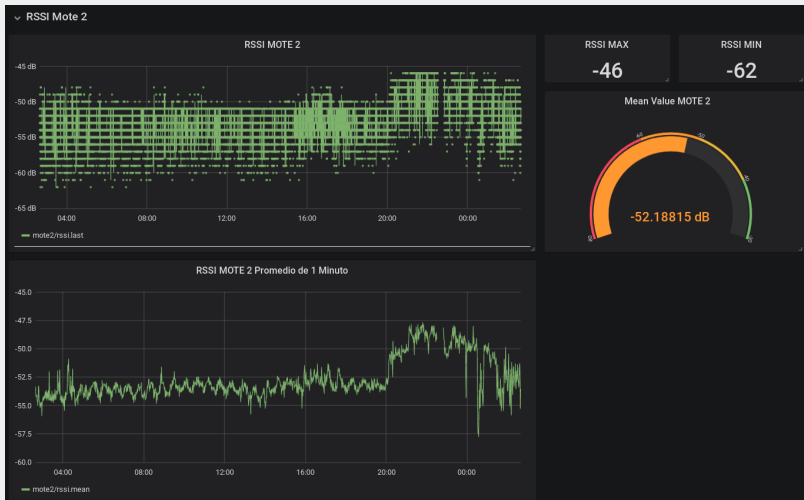 RSSI Mote 2
RSSI MOTE 2
-45 dB
-50 dB
-55 dB
-60 dB
-65 dB
04:00 08:00 12:00 16:00 20:00 00:00
mote2/rssi.last
RSSI MAX
-46
RSSI MIN
-62
Mean Value MOTE 2
-52.18815 dB
RSSI MOTE 2 Promedio de 1 Minuto
-45.0
-47.5
-50.0
-52.5
-55.0
-57.5
-60.0
04:00 08:00 12:00 16:00 20:00 00:00
mote2/rssi.mean